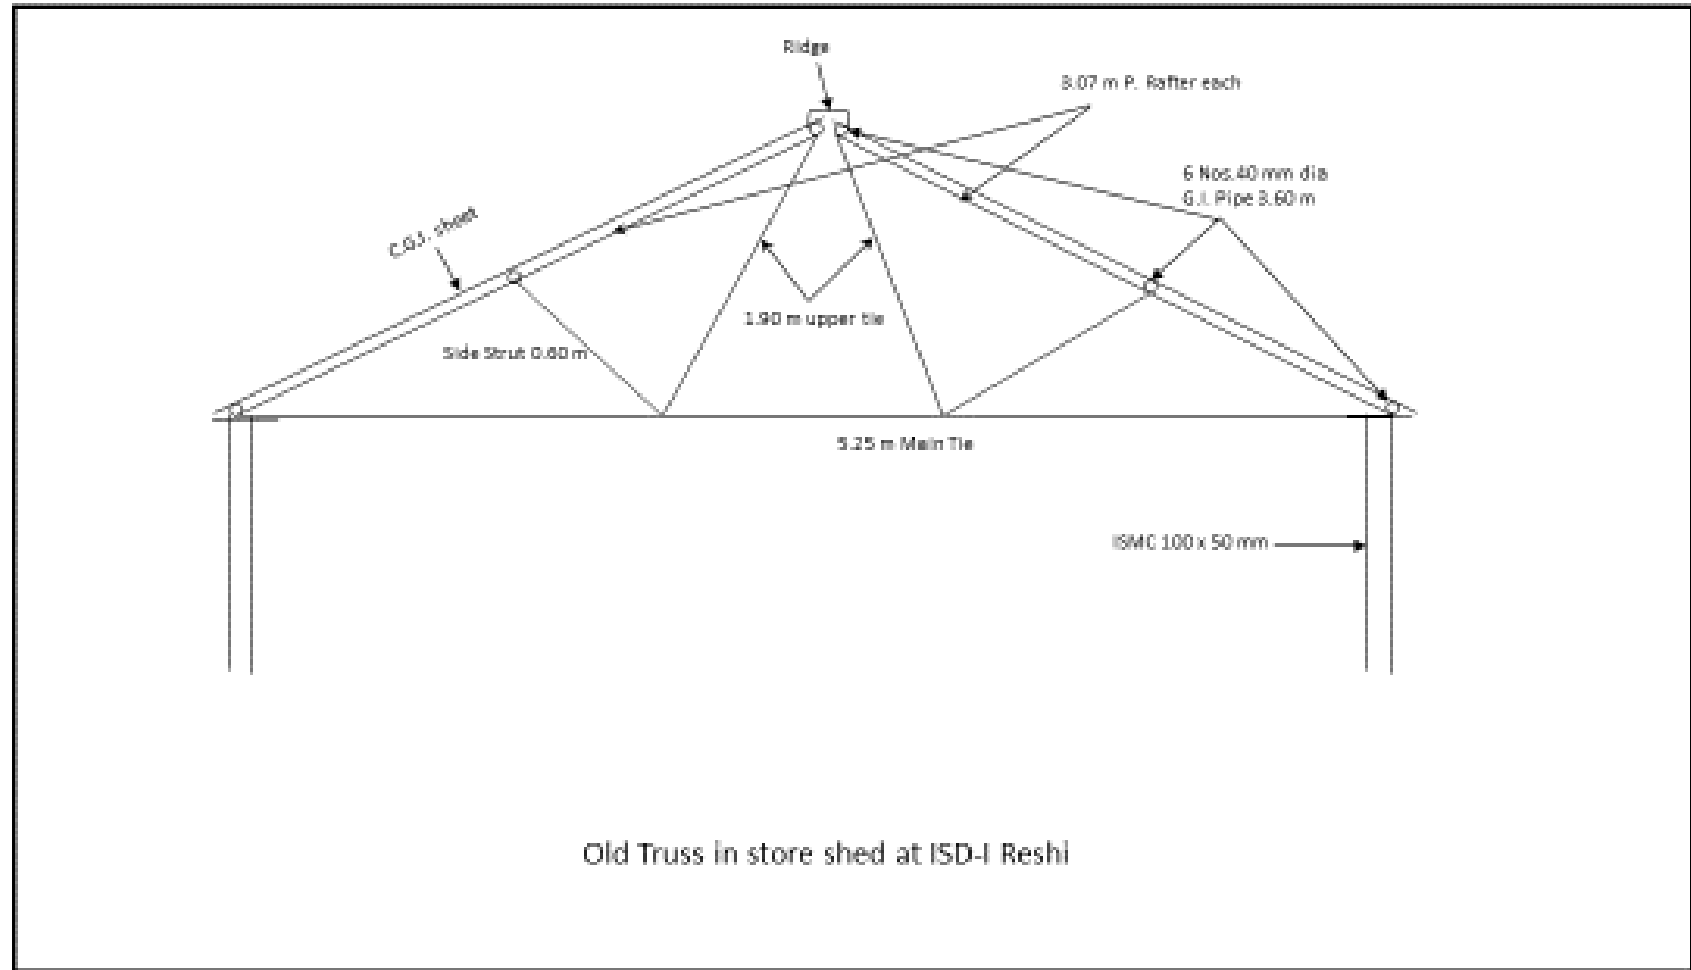 Ridge
3.07 m P. Rafter each
6 Nos.40 mm dia
G.I. Pipe 3.60 m
C.G.I. sheet
1.90 m upper tie
Side Strut 0.60 m
5.25 m Main Tie
ISMC 100 x 50 mm
Old Truss in store shed at ISD-I Reshi